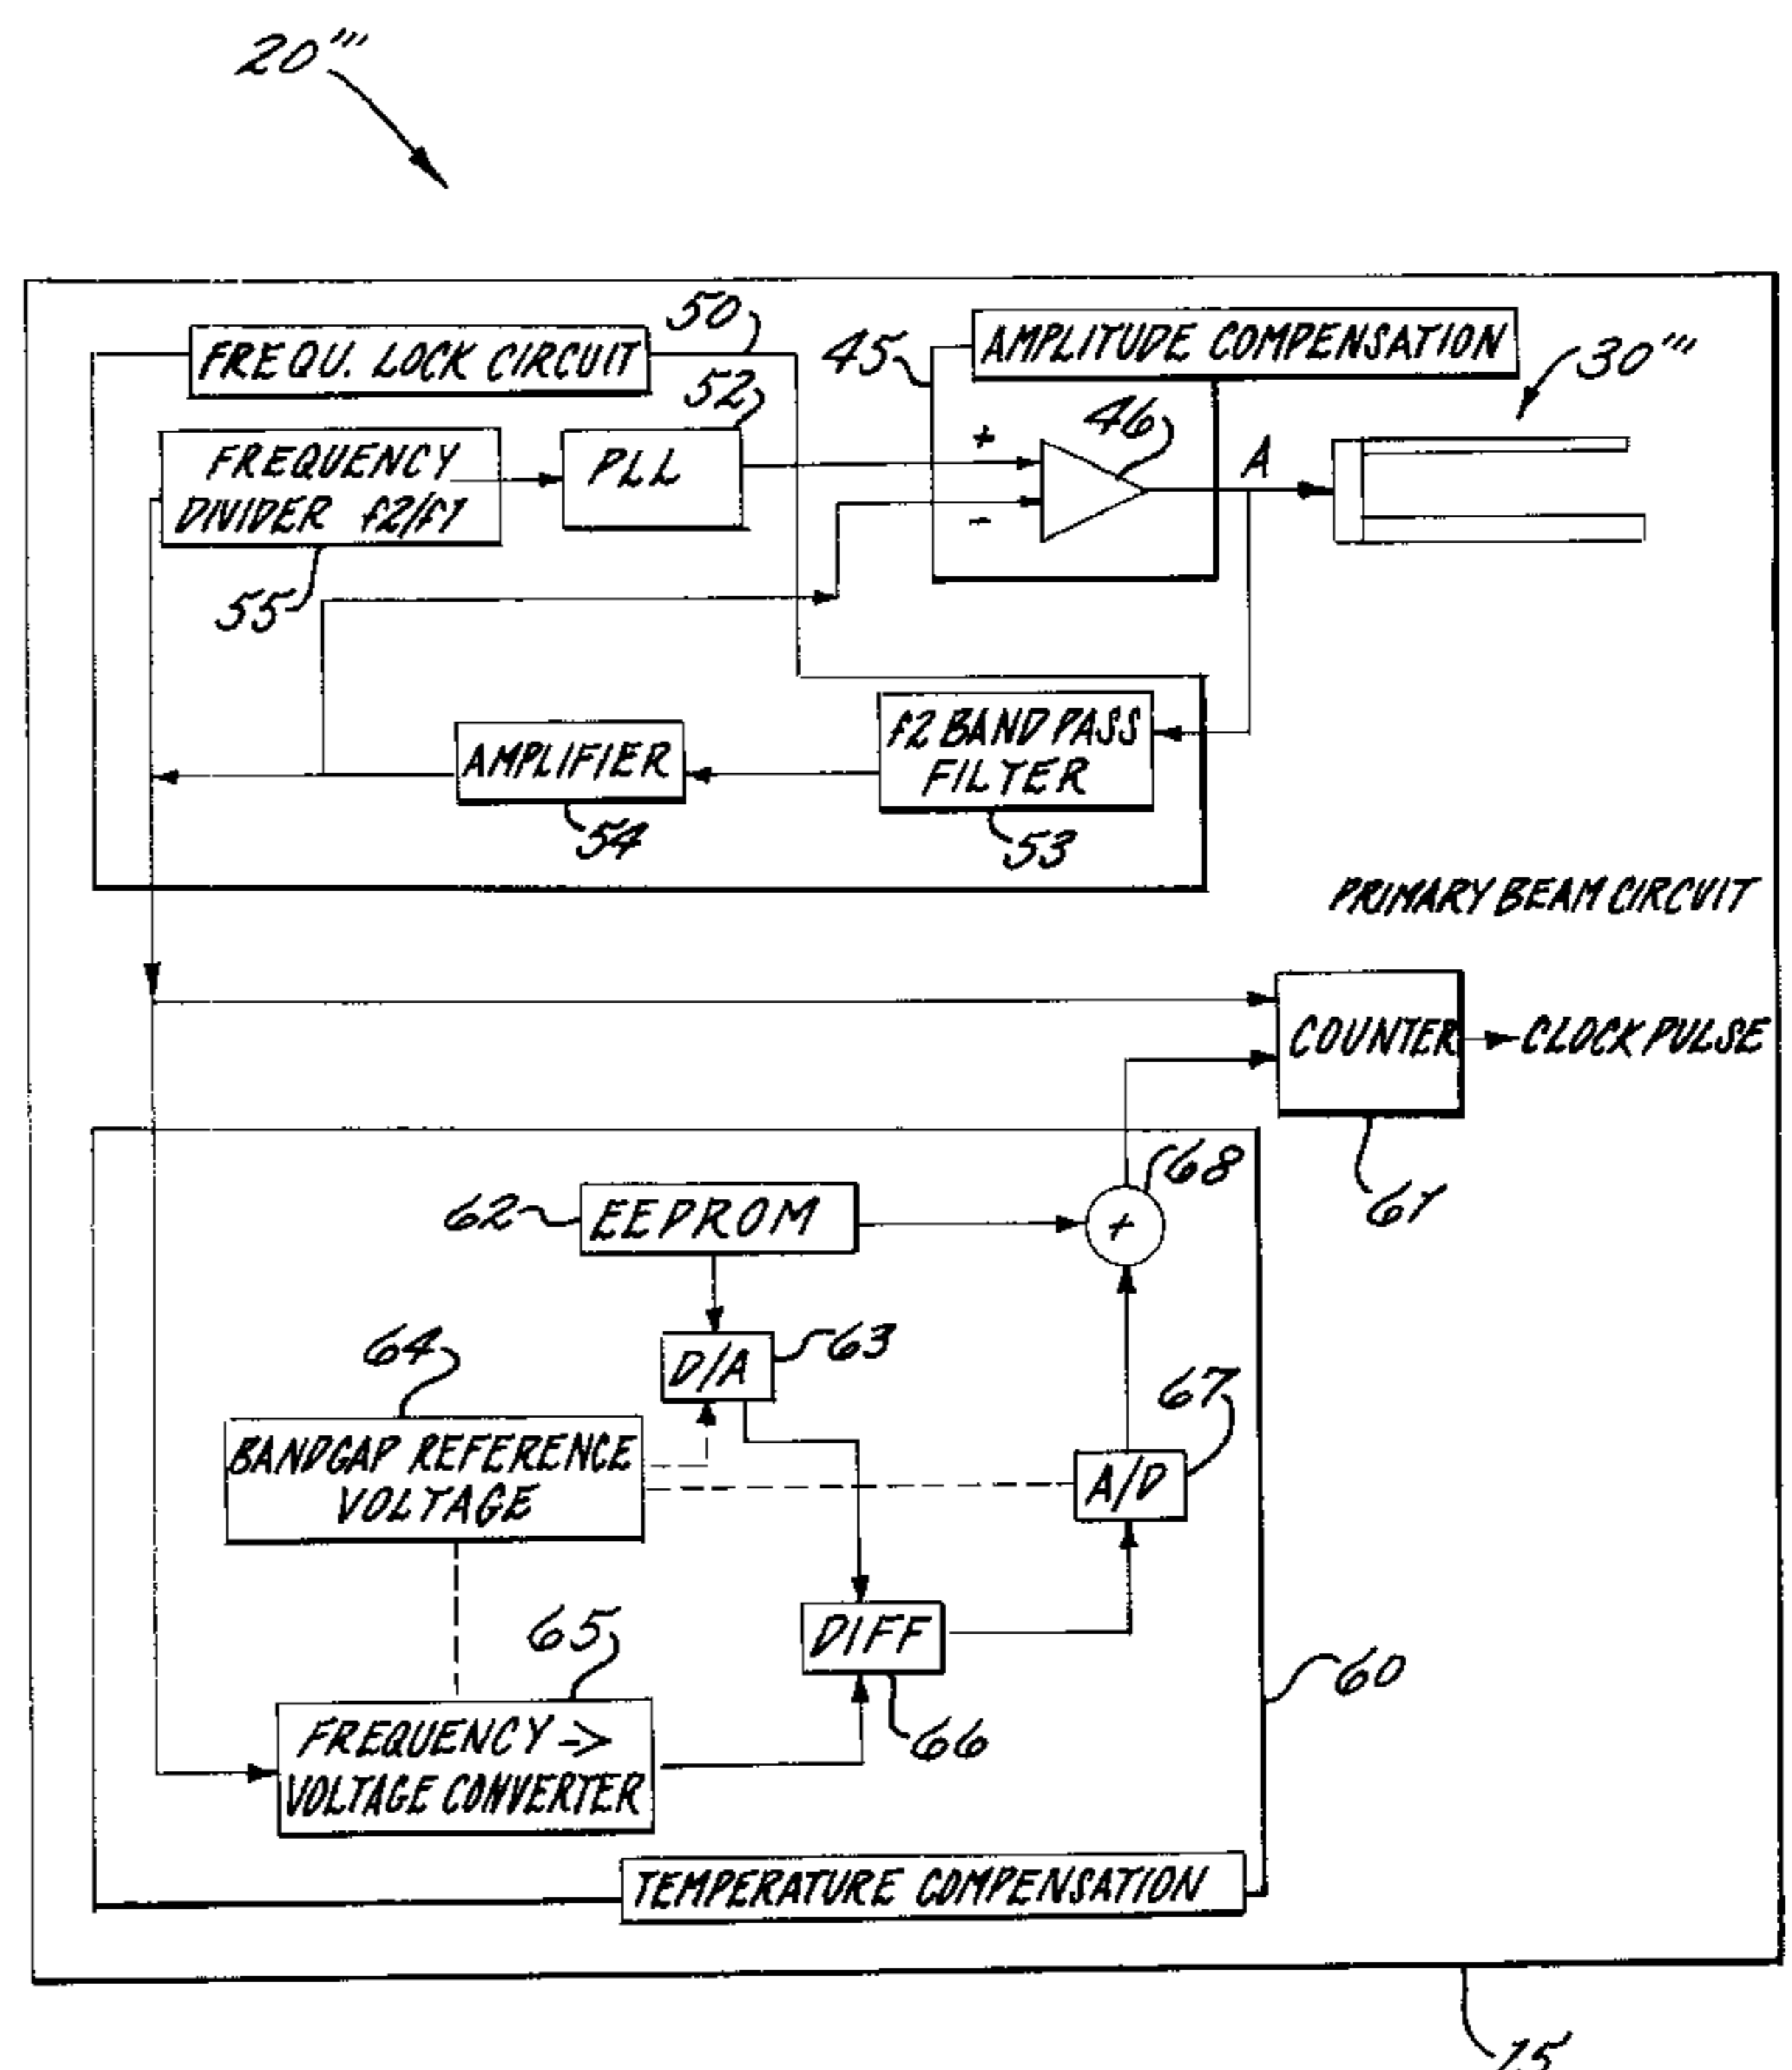 20'''
50
FREQU. LOCK CIRCUIT
45
AMPLITUDE COMPENSATION
30'''
52
46
FREQUENCY
DIVIDER f2/f1
PLL
+
-
A
55
f2 BAND PASS
FILTER
AMPLIFIER
54
53
PRIMARY BEAM CIRCUIT
COUNTER
CLOCK PULSE
61
68
62
EEPROM
+
64
D/A
63
67
BANDGAP REFERENCE
VOLTAGE
A/D
65
DIFF
60
66
FREQUENCY ->
VOLTAGE CONVERTER
TEMPERATURE COMPENSATION